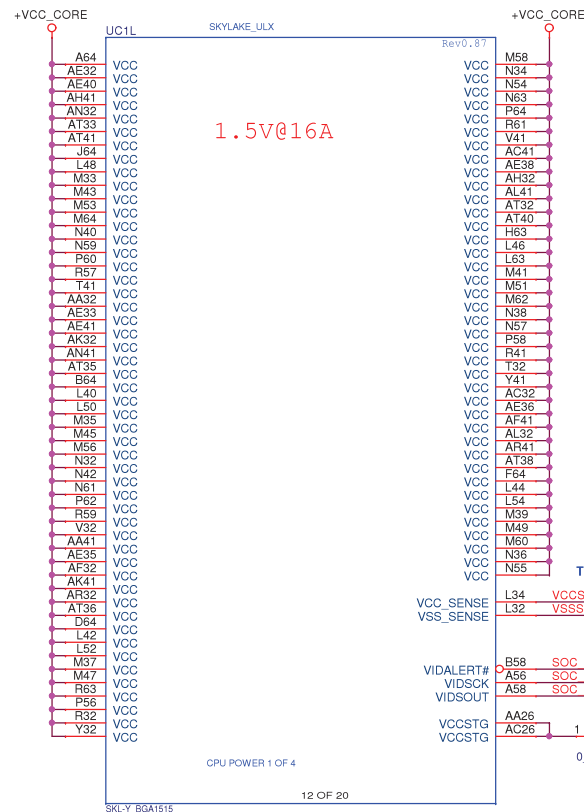 +VCC_CORE +VCC_CORE
UC1L SKYLAKE_ULX
Rev0.87
A64 VCC VCC M58
AE32 VCC VCC N34
AE40 VCC VCC N54
AH41 VCC VCC N63
AN32 VCC VCC P64
AT33 VCC VCC R61
1.5V@16A
AT41 VCC VCC V41
J64 VCC VCC AC41
L48 VCC VCC AE38
M33 VCC VCC AH32
M43 VCC VCC AL41
M53 VCC VCC AT32
M64 VCC VCC AT40
N40 VCC VCC H63
N59 VCC VCC L46
P60 VCC VCC L63
R57 VCC VCC M41
T41 VCC VCC M51
AA32 VCC VCC M62
AE33 VCC VCC N38
AE41 VCC VCC N57
AK32 VCC VCC P58
AN41 VCC VCC R41
AT35 VCC VCC T32
B64 VCC VCC Y41
L40 VCC VCC AC32
L50 VCC VCC AE36
M35 VCC VCC AF41
M45 VCC VCC AL32
M56 VCC VCC AR41
N32 VCC VCC AT38
N42 VCC VCC F64
N61 VCC VCC L44
P62 VCC VCC L54
R59 VCC VCC M39
V32 VCC VCC M49
AA41 VCC VCC M60
AE35 VCC VCC N36
AF32 VCC VCC N55
T
AK41 VCC
AR32 VCC VCC_SENSE L34 VCCS
AT36 VCC VSS_SENSE L32 VSSS
D64 VCC
L42 VCC
L52 VCC
M37 VCC VIDALERT# B58 SOC
M47 VCC VIDSCK A56 SOC
R63 VCC VIDSOUT A58 SOC
P56 VCC
R32 VCC VCCSTG AA26
Y32 VCC VCCSTG AC26 1
0_
CPU POWER 1 OF 4
12 OF 20
SKL-Y_BGA1515